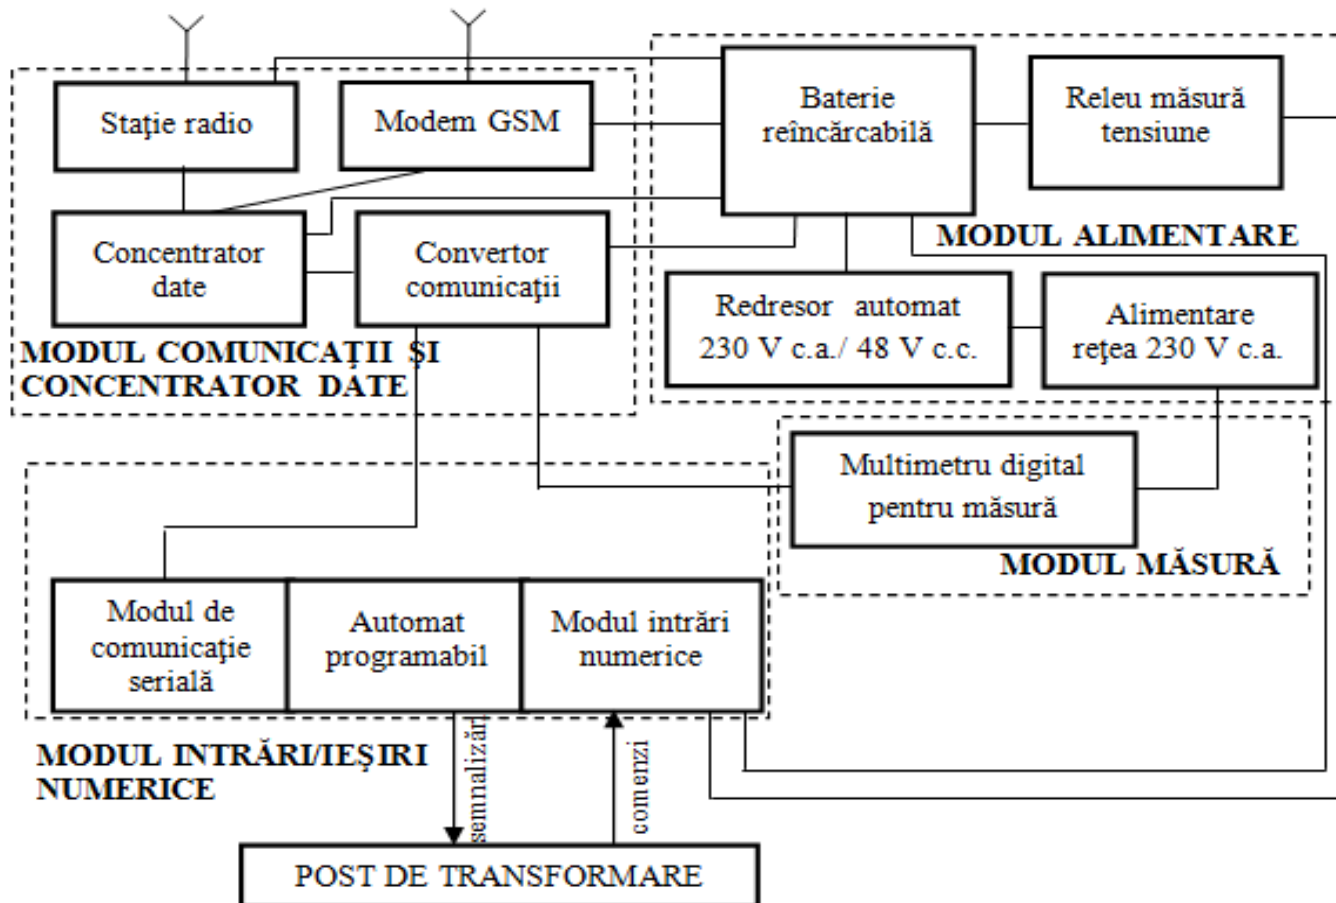 Staţie radio
Modem GSM
Baterie
reîncărcabilă
Releu măsură
tensiune
Concentrator
date
Convertor
comunicaţii
MODUL ALIMENTARE
Redresor automat
230 V c.a./ 48 V c.c.
Alimentare
reţea 230 V c.a.
MODUL COMUNICAŢII ŞI
CONCENTRATOR DATE
Multimetru digital
pentru măsură
MODUL MĂSURĂ
Modul de
comunicaţie
serială
Automat
programabil
Modul intrări
numerice
MODUL INTRĂRI/IEŞIRI
NUMERICE
semnalizări
comenzi
POST DE TRANSFORMARE